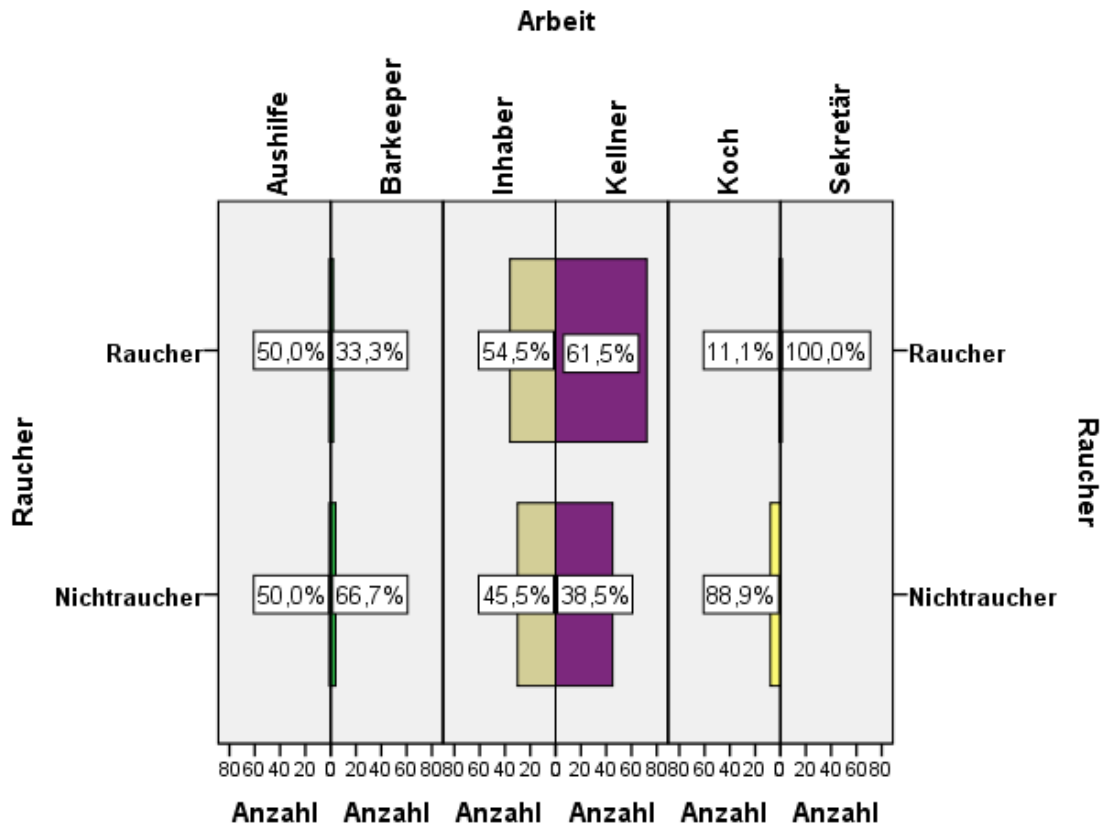 Arbeit
Aushilfe Barkeeper Inhaber Kellner Koch Sekretär
Raucher 50,0% 33,3% 54,5% 61,5% 11,1% 100,0% Raucher
Raucher Raucher
Nichtraucher 50,0% 66,7% 45,5% 38,5% 88,9% Nichtraucher
80 60 40 20 0 20 40 60 80 80 60 40 20 0 20 40 60 80 80 60 40 20 0 20 40 60 80
Anzahl Anzahl Anzahl Anzahl Anzahl Anzahl